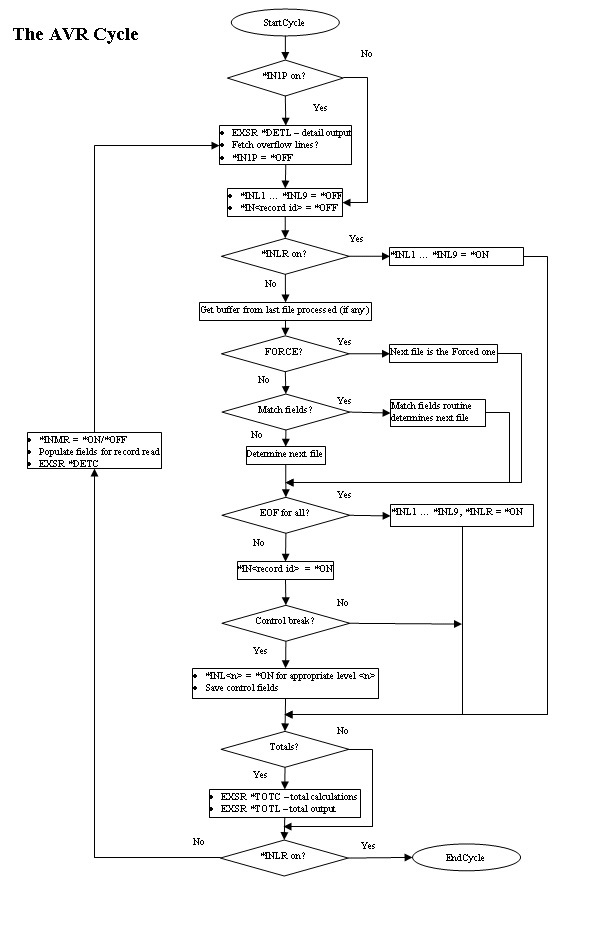 The AVR Cycle
StartCycle
No
*IN1P on?
Yes
• EXSR *DETL – detail output
• Fetch overflow lines?
• *IN1P = *OFF
• *INL1 ... *INL9 = *OFF
• *IN<record id> = *OFF
Yes
*INLR on?
*INL1 ... *INL9 = *ON
No
Get buffer from last file processed (if any)
Yes
FORCE?
Next file is the Forced one
No
Yes
Match fields?
Match fields routine
determines next file
No
• *INMR = *ON/*OFF
• Populate fields for record read
• EXSR *DETC
Determine next file
Yes
EOF for all?
*INL1 ... *INL9, *INLR = *ON
No
*IN<record id> = *ON
No
Control break?
Yes
• *INL<n> = *ON for appropriate level <n>
• Save control fields
No
Totals?
Yes
• EXSR *TOTC – total calculations
• EXSR *TOTL – total output
No
Yes
*INLR on?
EndCycle